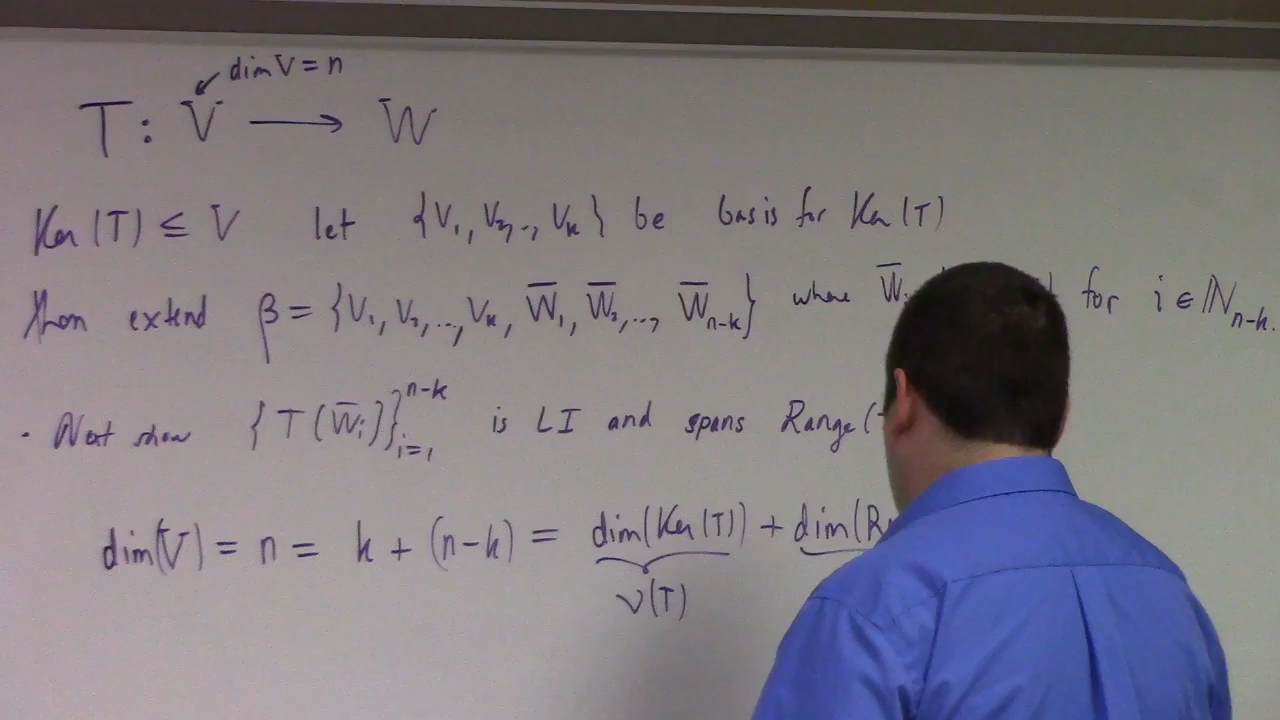 dim V = n
T : V → W
Ker (T) ≤ V let {V₁, V₂, .., Vₖ} be basis for Ker (T)
Then extend β = {V₁, V₂, ..., Vₖ, W̅₁, W̅₂, ..., W̅ₙ₋ₖ} where W̅ for i ∈ ℕₙ₋ₖ.
· Next show {T(W̅ᵢ)}ᵢ₌₁ⁿ⁻ᵏ is LI and spans Range(
dim(V) = n = k + (n-k) = dim(Ker(T)) + dim(R
ν(T)